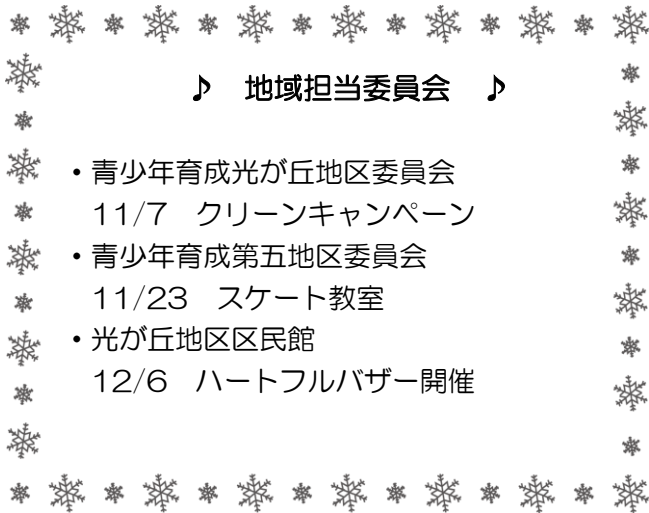 ♪ 地域担当委員会 ♪
・青少年育成光が丘地区委員会
11/7 クリーンキャンペーン
・青少年育成第五地区委員会
11/23 スケート教室
・光が丘地区区民館
12/6 ハートフルバザー開催